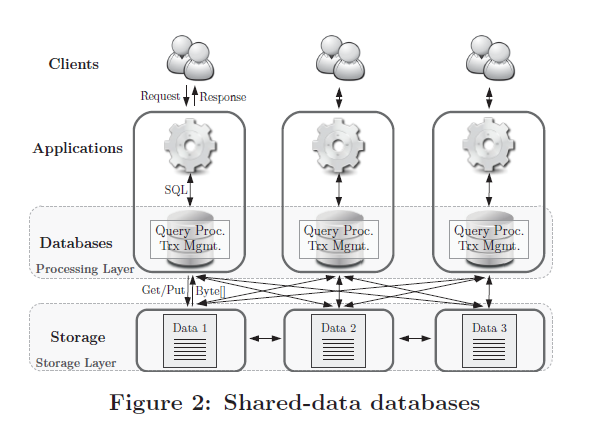 Clients
Request
Response
Applications
SQL
Query Proc.
Trx Mgmt.
Query Proc.
Trx Mgmt.
Query Proc.
Trx Mgmt.
Databases
Processing Layer
Get/Put
Byte[]
Storage
Storage Layer
Data 1
Data 2
Data 3
Figure 2: Shared-data databases